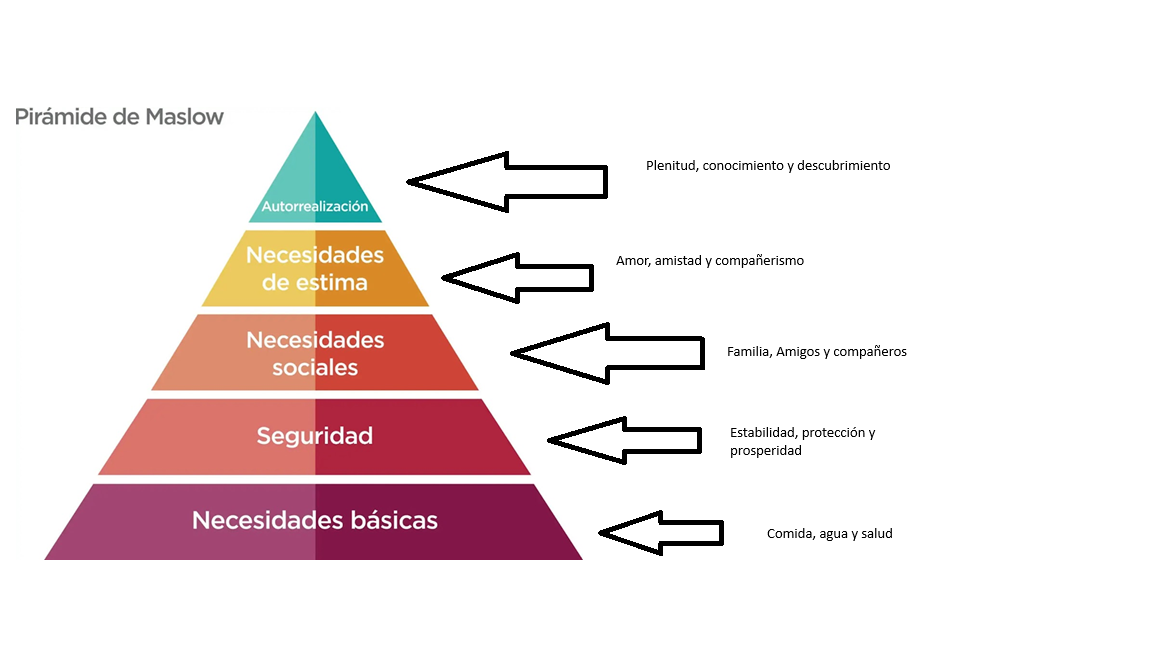 Pirámide de Maslow
Autorrealización
Plenitud, conocimiento y descubrimiento
Necesidades
de estima
Amor, amistad y compañerismo
Necesidades
sociales
Familia, Amigos y compañeros
Seguridad
Estabilidad, protección y
prosperidad
Necesidades básicas
Comida, agua y salud